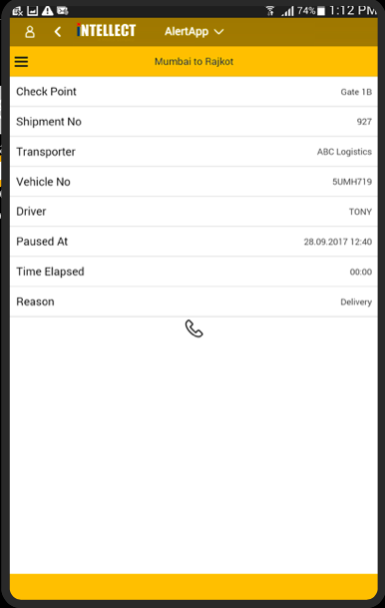 74% 1:12 PM
iNTELLECT AlertApp
Mumbai to Rajkot
Check Point Gate 1B
Shipment No 927
Transporter ABC Logistics
Vehicle No 5UMH719
Driver TONY
Paused At 28.09.2017 12:40
Time Elapsed 00:00
Reason Delivery